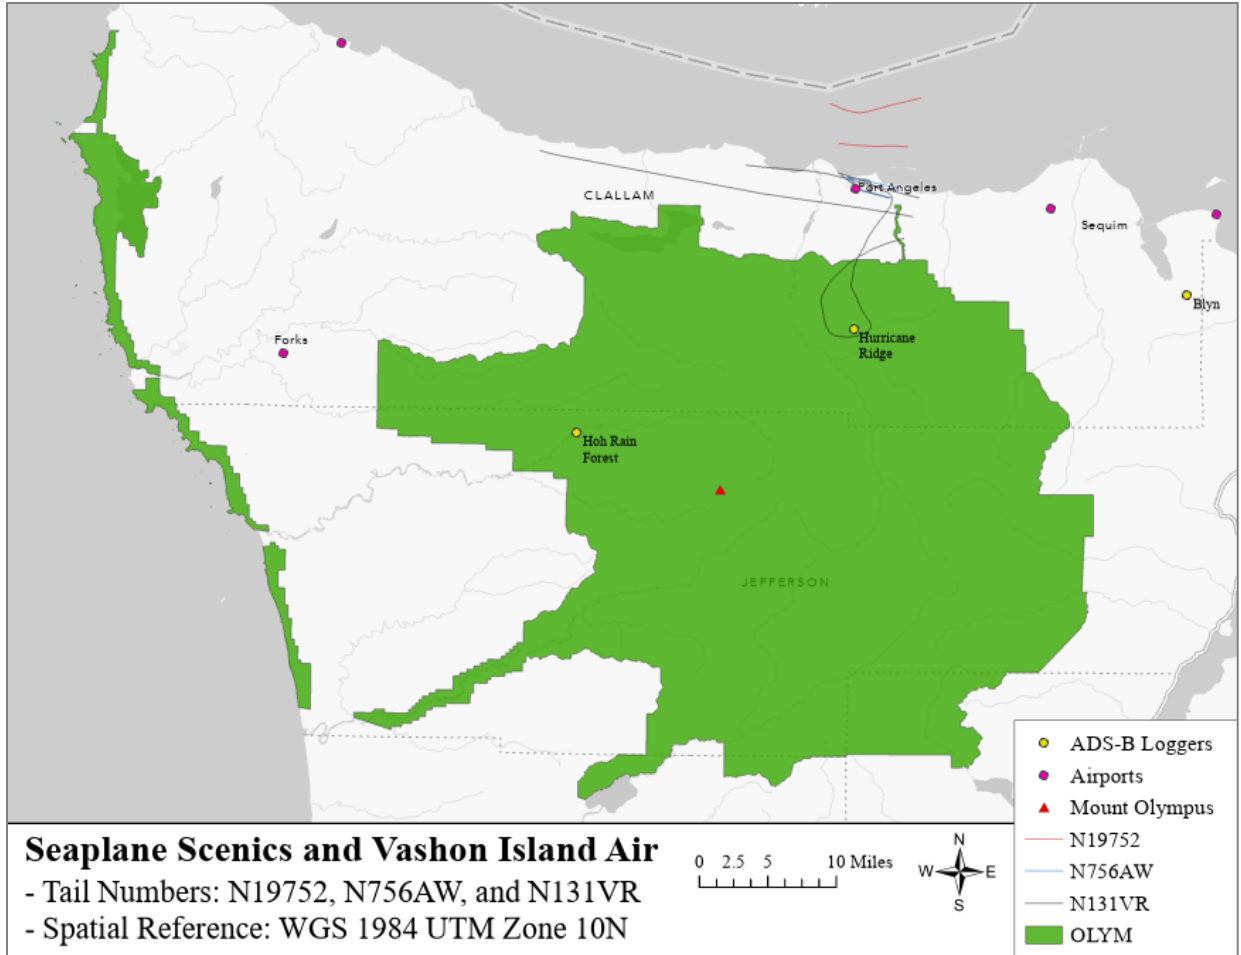 CLALLAM
Port Angeles
Sequim
Blyn
Forks
Hurricane
Ridge
Hoh Rain
Forest
JEFFERSON
Seaplane Scenics and Vashon Island Air
- Tail Numbers: N19752, N756AW, and N131VR
- Spatial Reference: WGS 1984 UTM Zone 10N
0 2.5 5 10 Miles
N
W E
S
ADS-B Loggers
Airports
Mount Olympus
N19752
N756AW
N131VR
OLYM